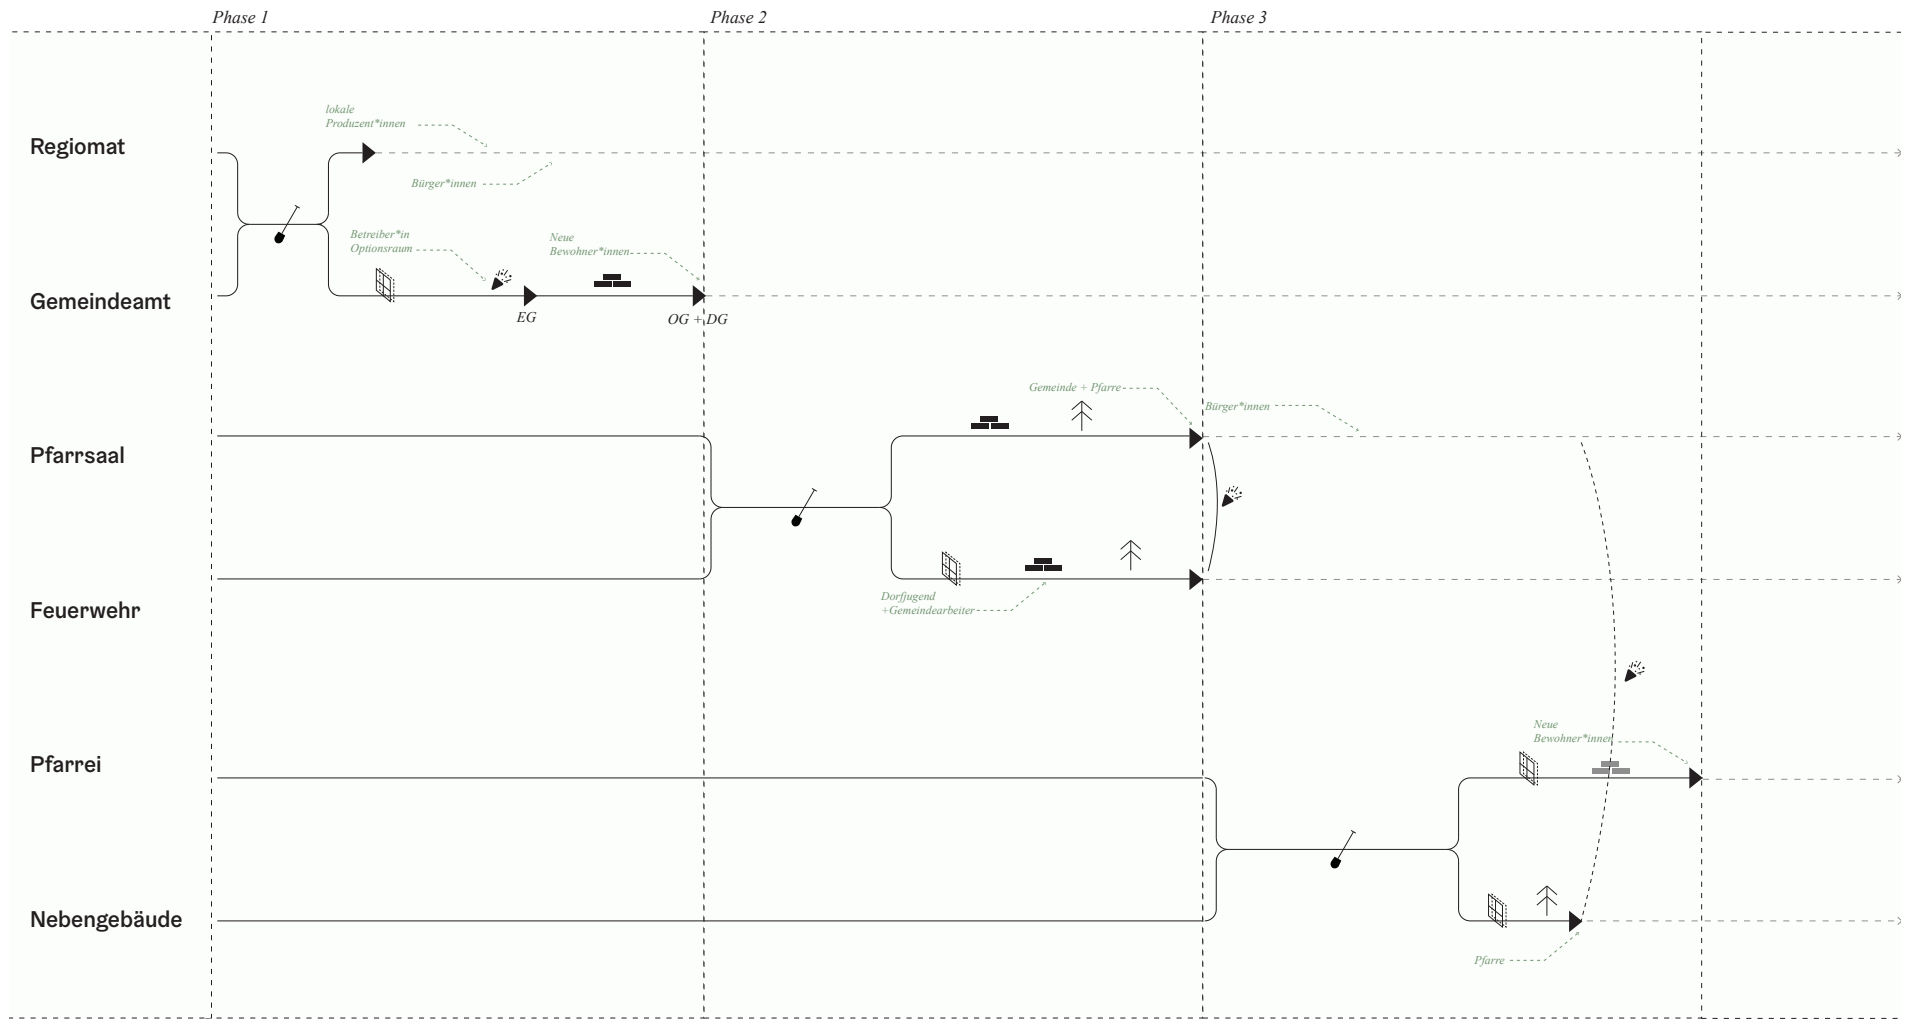 Phase 1
Phase 2
Phase 3
Regiomat
lokale
Produzent*innen
Bürger*innen
Gemeindeamt
Betreiber*in
Optionsraum
Neue
Bewohner*innen
EG
OG + DG
Pfarrsaal
Gemeinde + Pfarre
Bürger*innen
Feuerwehr
Dorfjugend
+Gemeindearbeiter
Pfarrei
Neue
Bewohner*innen
Nebengebäude
Pfarre